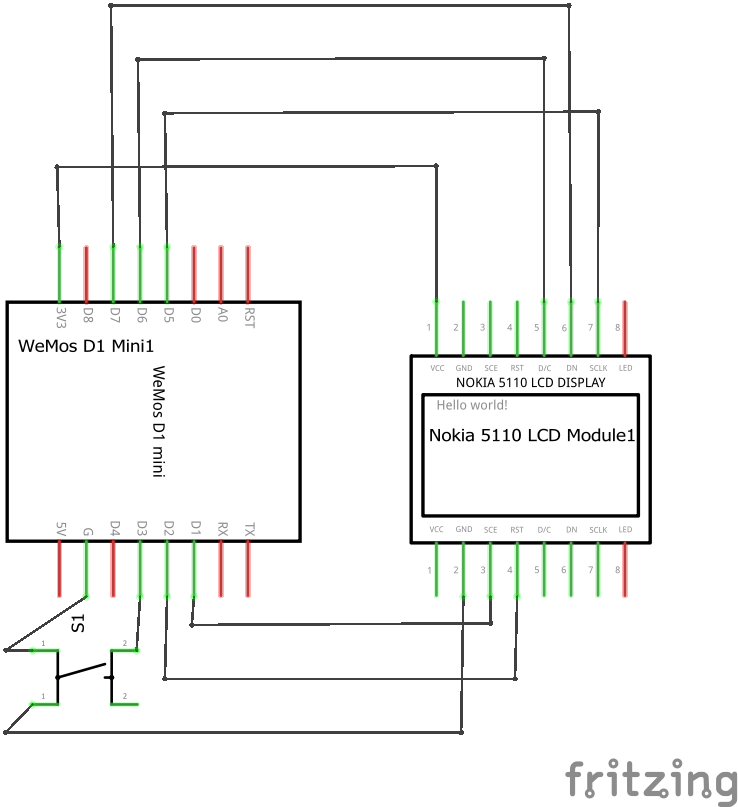 3V3 D8 D7 D6 D5 D0 A0 RST
WeMos D1 Mini1
WeMos D1 mini
5V G D4 D3 D2 D1 RX TX
S1
1 2
1 2
1 2 3 4 5 6 7 8
VCC GND SCE RST D/C DN SCLK LED
NOKIA 5110 LCD DISPLAY
Hello world!
Nokia 5110 LCD Module1
VCC GND SCE RST D/C DN SCLK LED
1 2 3 4 5 6 7 8
fritzing